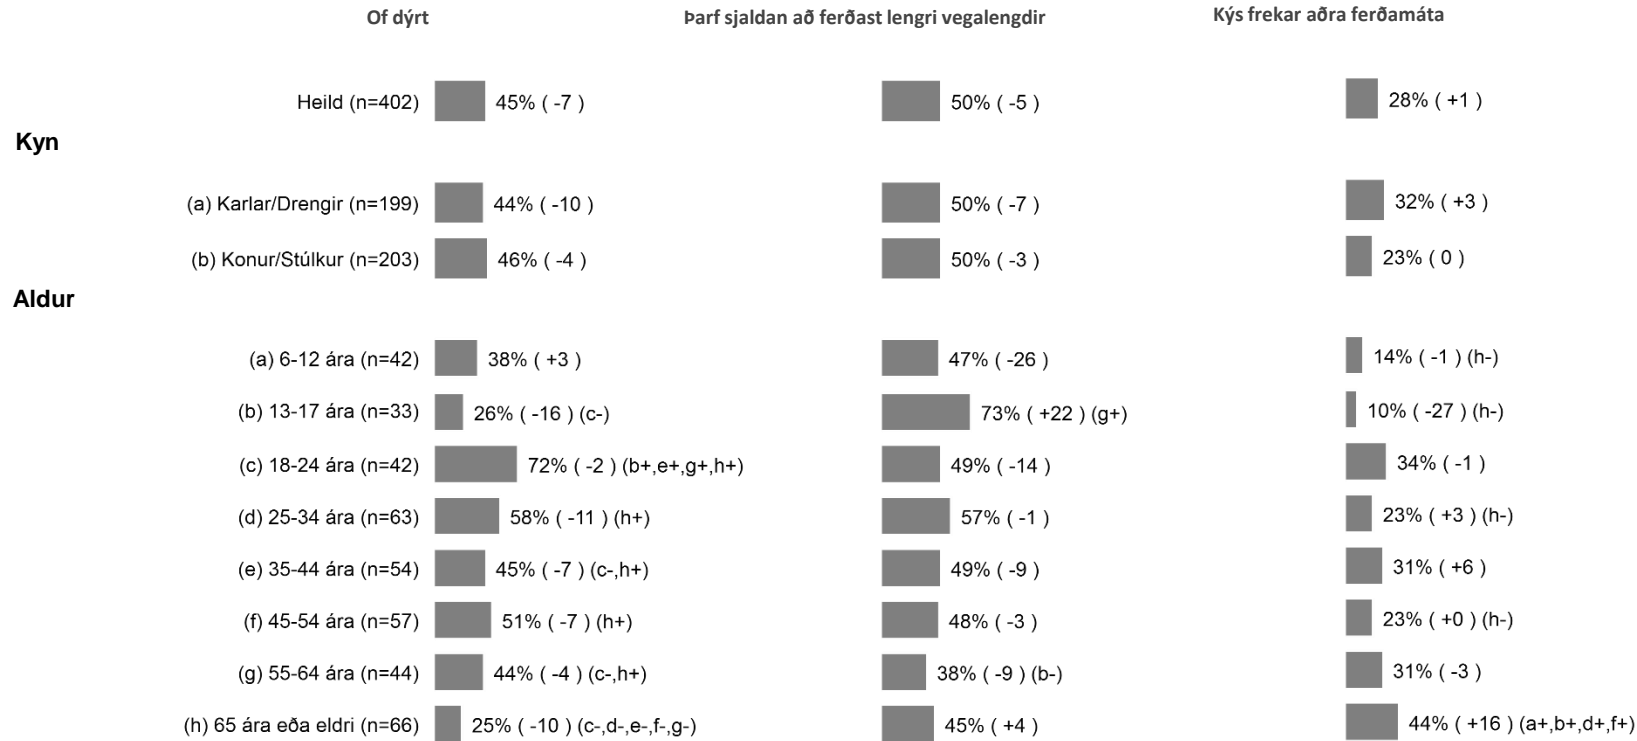 Of dýrt Þarf sjaldan að ferðast lengri vegalengdir Kýs frekar aðra ferðamáta
Heild (n=402) 45% ( -7 ) 50% ( -5 ) 28% ( +1 )
Kyn
(a) Karlar/Drengir (n=199) 44% ( -10 ) 50% ( -7 ) 32% ( +3 )
(b) Konur/Stúlkur (n=203) 46% ( -4 ) 50% ( -3 ) 23% ( 0 )
Aldur
(a) 6-12 ára (n=42) 38% ( +3 ) 47% ( -26 ) 14% ( -1 ) (h-)
(b) 13-17 ára (n=33) 26% ( -16 ) (c-) 73% ( +22 ) (g+) 10% ( -27 ) (h-)
(c) 18-24 ára (n=42) 72% ( -2 ) (b+,e+,g+,h+) 49% ( -14 ) 34% ( -1 )
(d) 25-34 ára (n=63) 58% ( -11 ) (h+) 57% ( -1 ) 23% ( +3 ) (h-)
(e) 35-44 ára (n=54) 45% ( -7 ) (c-,h+) 49% ( -9 ) 31% ( +6 )
(f) 45-54 ára (n=57) 51% ( -7 ) (h+) 48% ( -3 ) 23% ( +0 ) (h-)
(g) 55-64 ára (n=44) 44% ( -4 ) (c-,h+) 38% ( -9 ) (b-) 31% ( -3 )
(h) 65 ára eða eldri (n=66) 25% ( -10 ) (c-,d-,e-,f-,g-) 45% ( +4 ) 44% ( +16 ) (a+,b+,d+,f+)